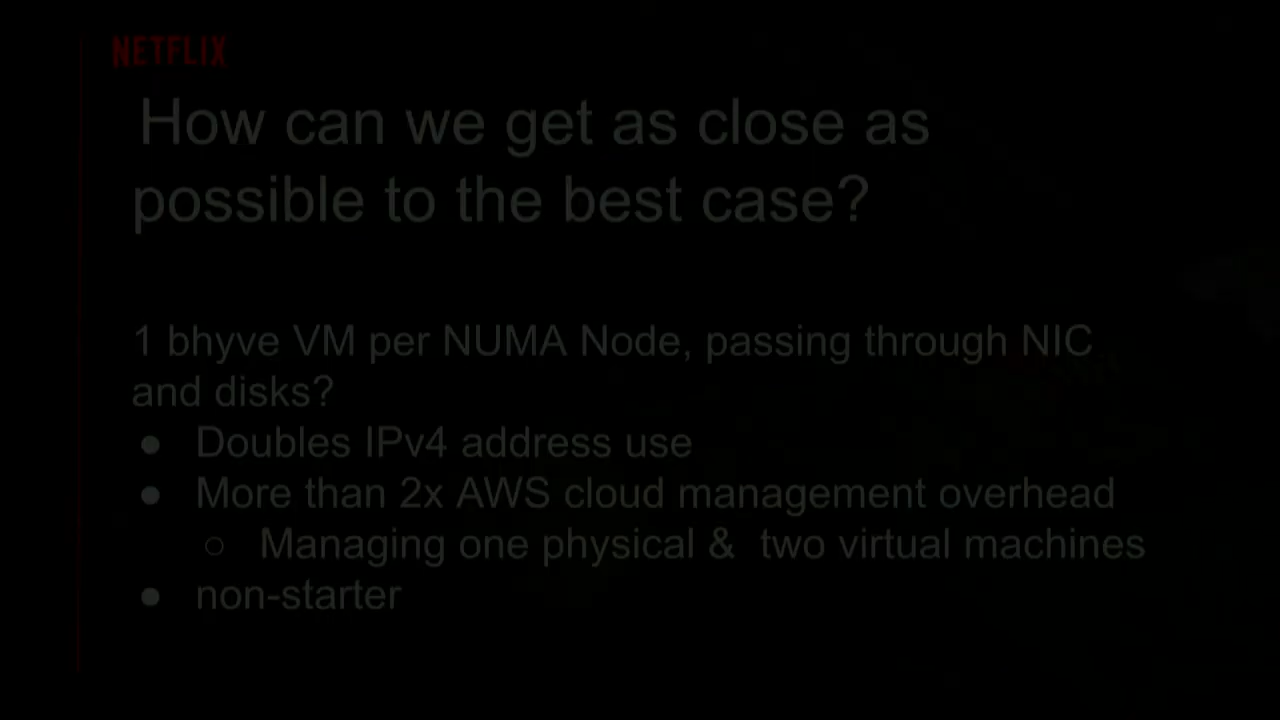 NETFLIX
How can we get as close as
possible to the best case?
1 bhyve VM per NUMA Node, passing through NIC
and disks?
● Doubles IPv4 address use
● More than 2x AWS cloud management overhead
○ Managing one physical & two virtual machines
● non-starter